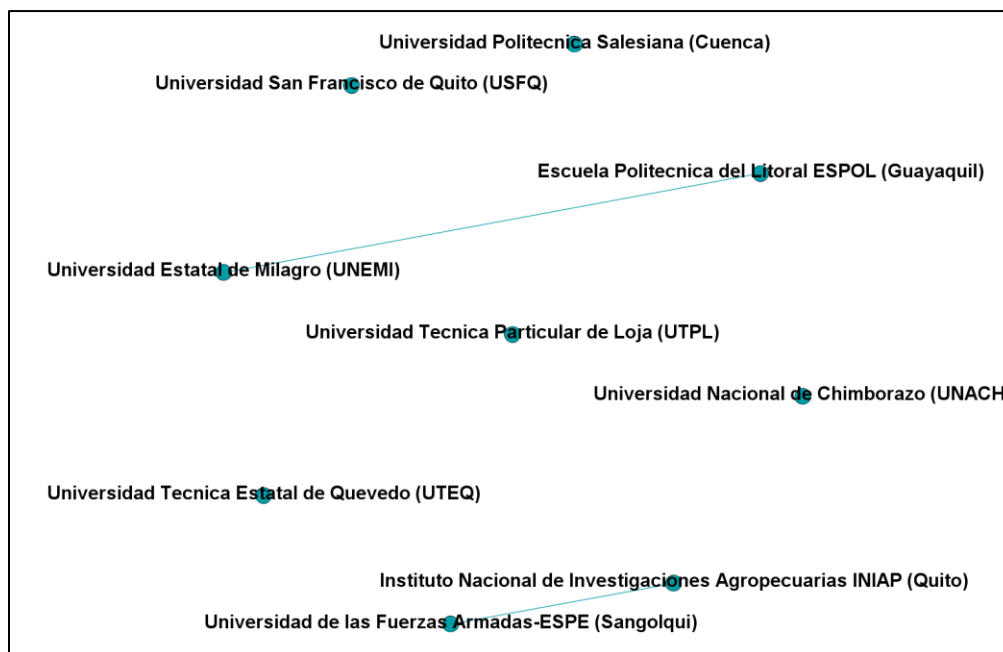 Universidad Politecnica Salesiana (Cuenca)
Universidad San Francisco de Quito (USFQ)
Escuela Politecnica del Litoral ESPOL (Guayaquil)
Universidad Estatal de Milagro (UNEMI)
Universidad Tecnica Particular de Loja (UTPL)
Universidad Nacional de Chimborazo (UNACH
Universidad Tecnica Estatal de Quevedo (UTEQ)
Instituto Nacional de Investigaciones Agropecuarias INIAP (Quito)
Universidad de las Fuerzas Armadas-ESPE (Sangolqui)